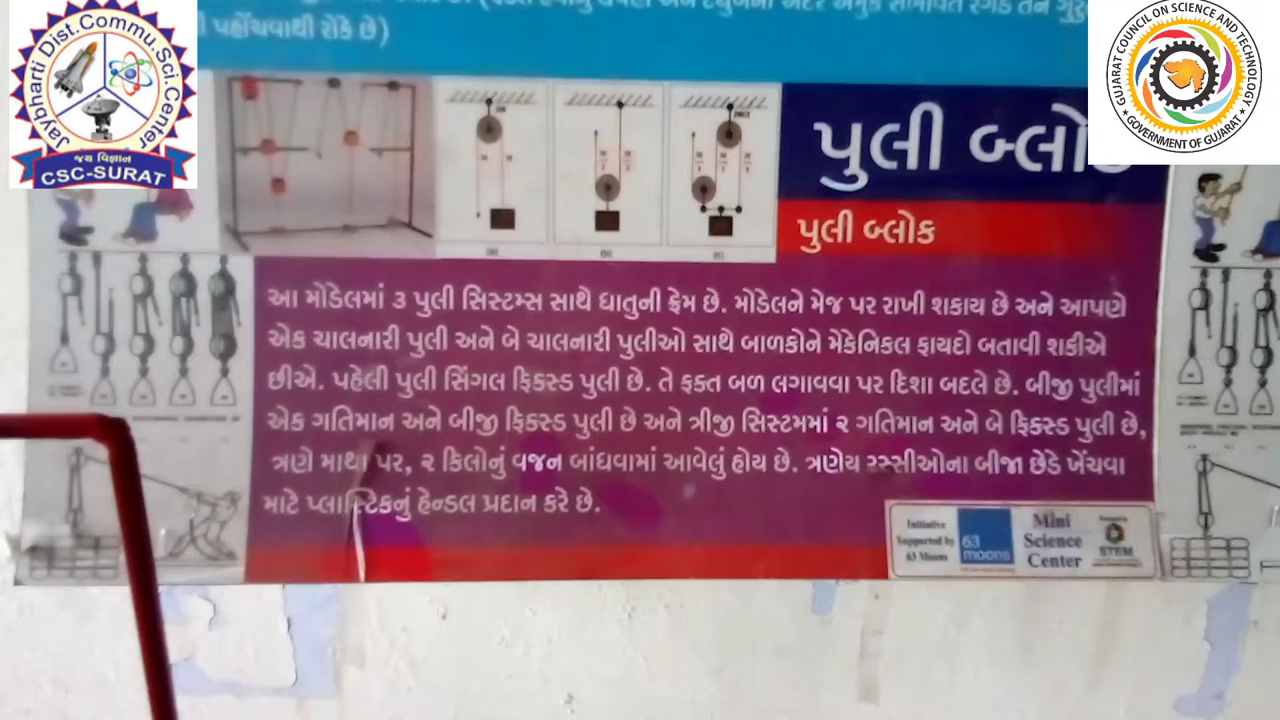 Jaybharti Dist.Commu.Sci.Center
જય વિજ્ઞાન
CSC-SURAT
પહોંચવાથી રોકે છે)
GUJARAT COUNCIL ON SCIENCE AND TECHNOLOGY
GOVERNMENT OF GUJARAT
પુલી
પુલી બ્લોક
આ મોડેલમાં ૩ પુલી સિસ્ટમ્સ સાથે ધાતુની ફ્રેમ છે. મોડેલને મેજ પર રાખી શકાય છે અને આપણે
એક ચાલનારી પુલી અને બે ચાલનારી પુલીઓ સાથે બાળકોને મેકેનિકલ ફાયદો બતાવી શકીએ
છીએ. પહેલી પુલી સિંગલ ફિકસ્ડ પુલી છે. તે ફક્ત બળ લગાવવા પર દિશા બદલે છે. બીજી પુલીમાં
એક ગતિમાન અને બીજી ફિકસ્ડ પુલી છે અને ત્રીજી સિસ્ટમમાં ૨ ગતિમાન અને બે ફિકસ્ડ પુલી છે,
ત્રણે માથા પર, ૨ કિલોનું વજન બાંધવામાં આવેલું હોય છે. ત્રણેય રસ્સીઓના બીજા છેડે ખેંચવા
માટે પ્લાસ્ટિકનું હેન્ડલ પ્રદાન કરે છે.
Initiative
Supported by
63 Moons
63
moons
Mini
Science
Center
STEM